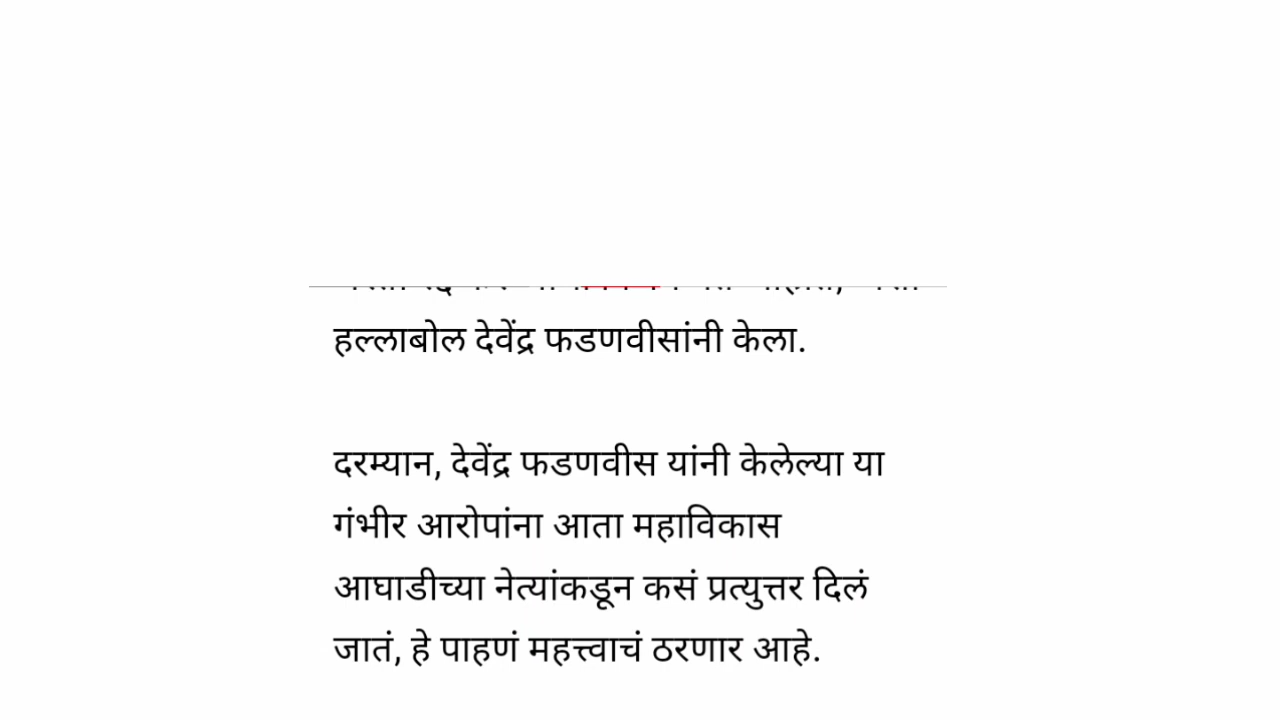 हल्लाबोल देवेंद्र फडणवीसांनी केला.
दरम्यान, देवेंद्र फडणवीस यांनी केलेल्या या
गंभीर आरोपांना आता महाविकास
आघाडीच्या नेत्यांकडून कसं प्रत्युत्तर दिलं
जातं, हे पाहणं महत्त्वाचं ठरणार आहे.